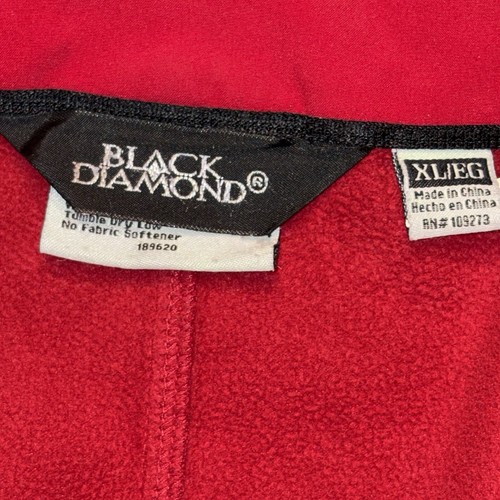 BLACK
DIAMOND®
Tumble Dry Low
No Fabric Softener
189620
XL/EG
Made in China
Hecho en China
RN# 109273